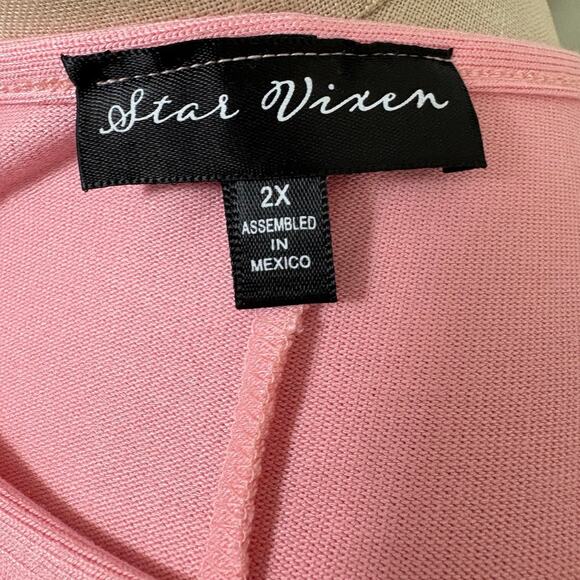 Star Vixen
2X
ASSEMBLED
IN
MEXICO